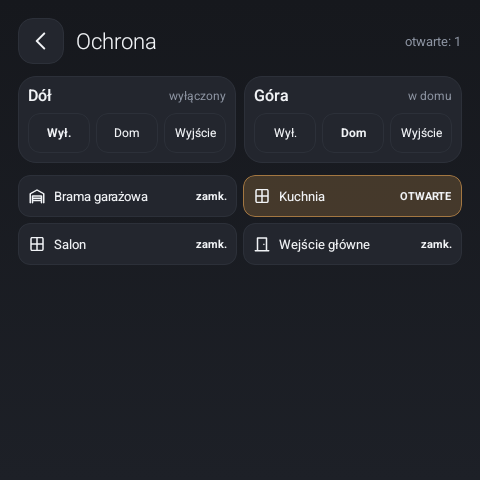 Ochrona
otwarte: 1
Dół
wyłączony
Wył.
Dom
Wyjście
Góra
w domu
Wył.
Dom
Wyjście
Brama garażowa
zamk.
Kuchnia
OTWARTE
Salon
zamk.
Wejście główne
zamk.